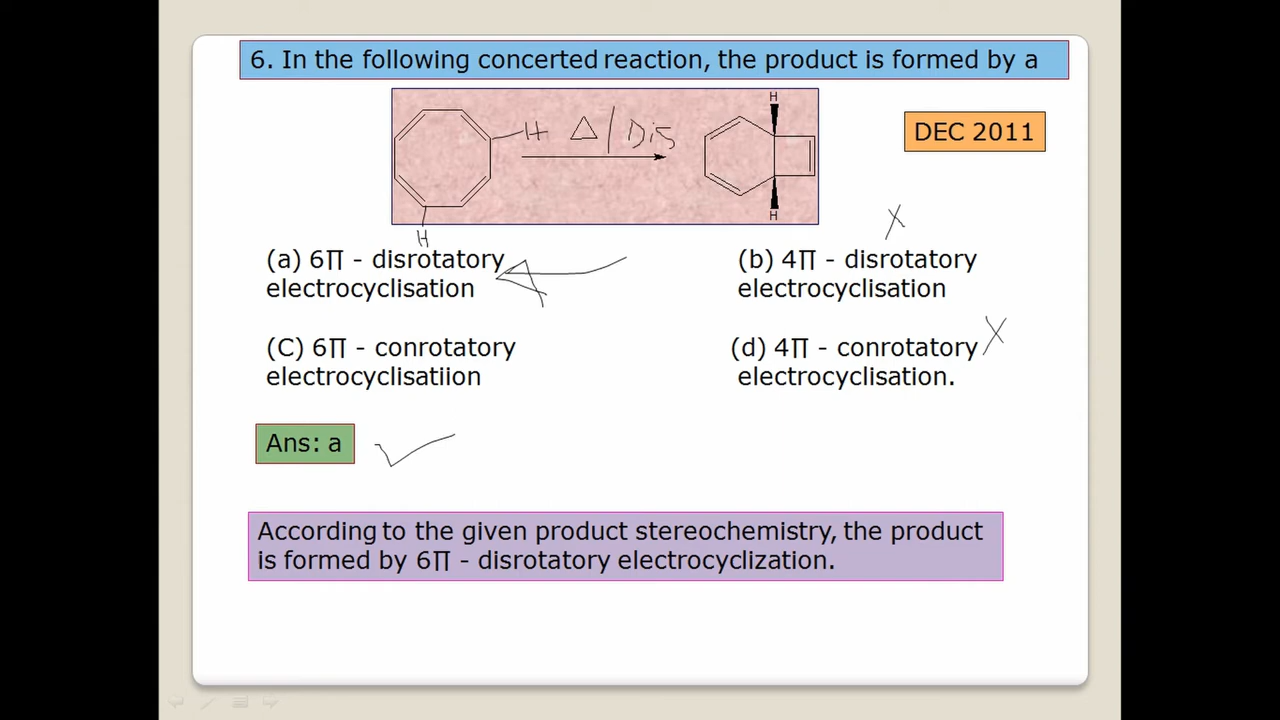 6. In the following concerted reaction, the product is formed by a
H
H Δ / Dis
DEC 2011
H
H
X
(a) 6Π - disrotatory
electrocyclisation
(b) 4Π - disrotatory
electrocyclisation
(C) 6Π - conrotatory
electrocyclisatiion
(d) 4Π - conrotatory
electrocyclisation.
X
Ans: a
According to the given product stereochemistry, the product
is formed by 6Π - disrotatory electrocyclization.